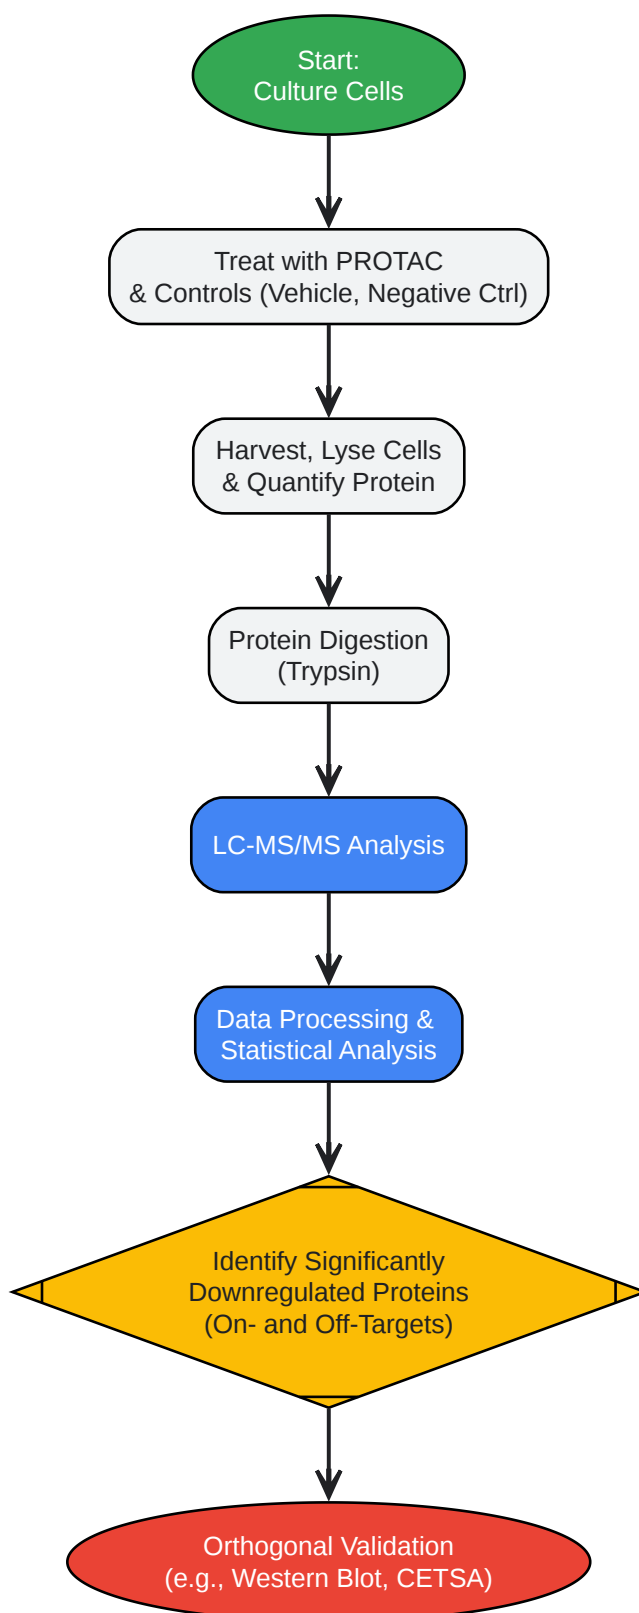 Start:
Culture Cells
Treat with PROTAC
& Controls (Vehicle, Negative Ctrl)
Harvest, Lyse Cells
& Quantify Protein
Protein Digestion
(Trypsin)
LC-MS/MS Analysis
Data Processing &
Statistical Analysis
Identify Significantly
Downregulated Proteins
(On- and Off-Targets)
Orthogonal Validation
(e.g., Western Blot, CETSA)